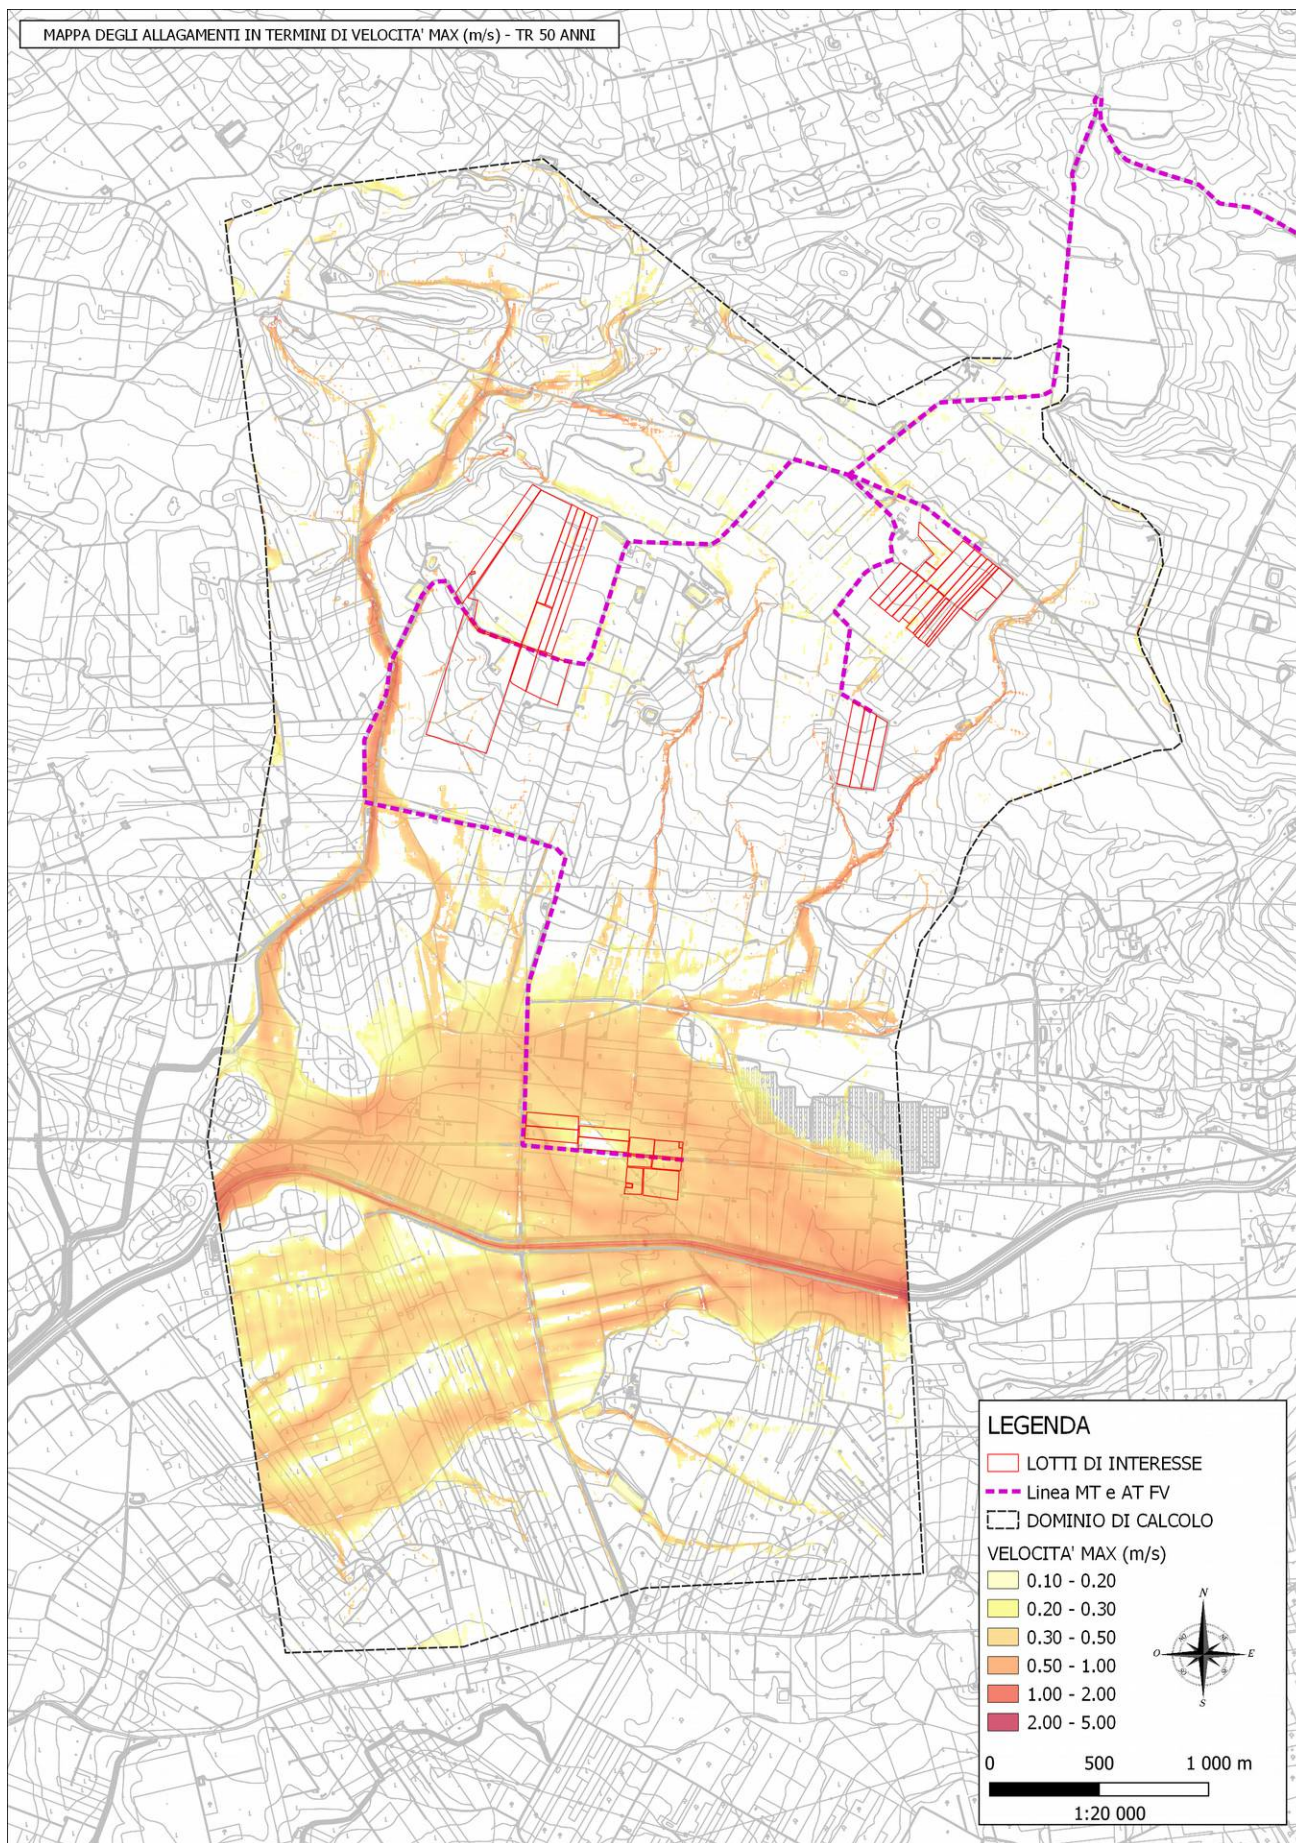 MAPPA DEGLI ALLAGAMENTI IN TERMINI DI VELOCITA' MAX (m/s) - TR 50 ANNI
LEGENDA
LOTTI DI INTERESSE
Linea MT e AT FV
DOMINIO DI CALCOLO
VELOCITA' MAX (m/s)
0.10 - 0.20
0.20 - 0.30
0.30 - 0.50
0.50 - 1.00
1.00 - 2.00
2.00 - 5.00
N
O
E
S
0 500 1 000 m
1:20 000